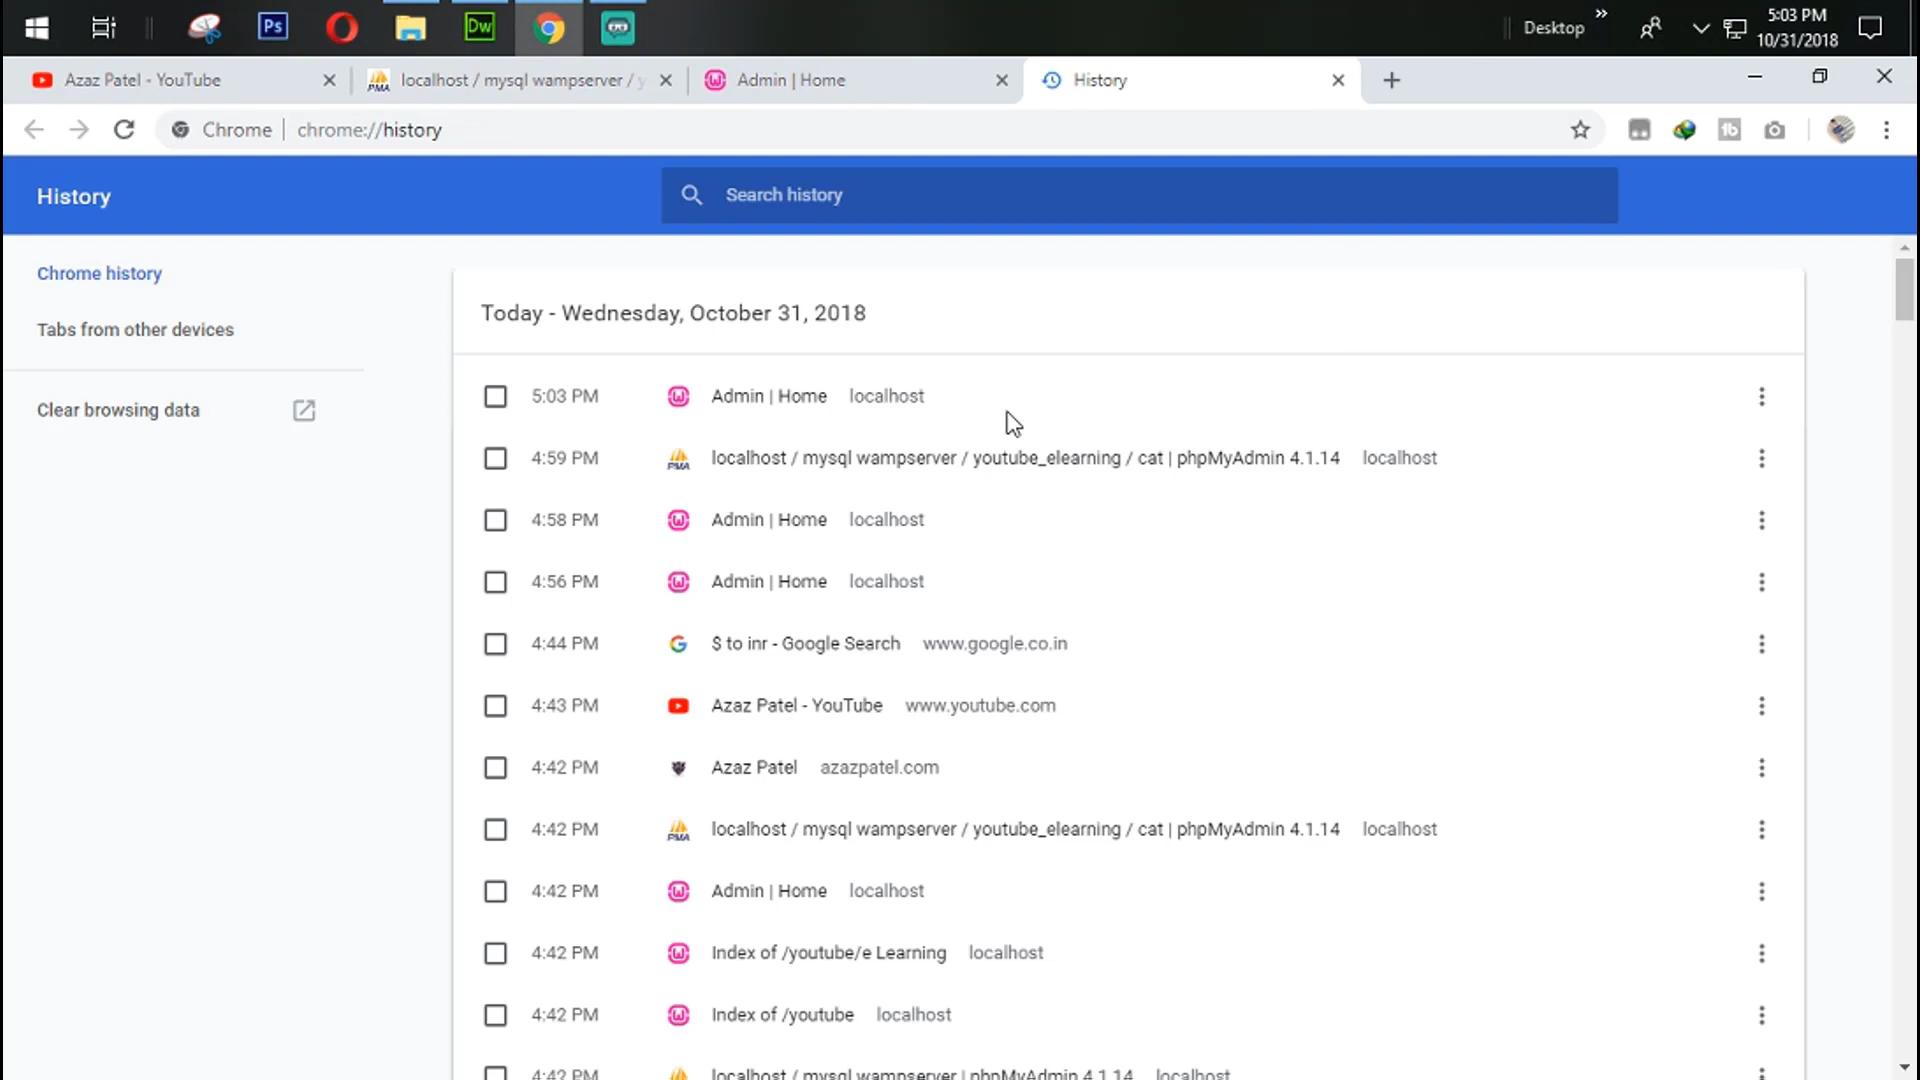 Ps
Dw
Desktop
»
5:03 PM
10/31/2018
Azaz Patel - YouTube
PMA
localhost / mysql wampserver / y
Admin | Home
History
Chrome
chrome://history
History
Search history
Chrome history
Tabs from other devices
Clear browsing data
Today - Wednesday, October 31, 2018
5:03 PM Admin | Home localhost
4:59 PM PMA localhost / mysql wampserver / youtube_elearning / cat | phpMyAdmin 4.1.14 localhost
4:58 PM Admin | Home localhost
4:56 PM Admin | Home localhost
4:44 PM G $ to inr - Google Search www.google.co.in
4:43 PM Azaz Patel - YouTube www.youtube.com
4:42 PM Azaz Patel azazpatel.com
4:42 PM PMA localhost / mysql wampserver / youtube_elearning / cat | phpMyAdmin 4.1.14 localhost
4:42 PM Admin | Home localhost
4:42 PM Index of /youtube/e Learning localhost
4:42 PM Index of /youtube localhost
4:42 PM localhost / mysql wampserver | phpMyAdmin 4.1.14 localhost